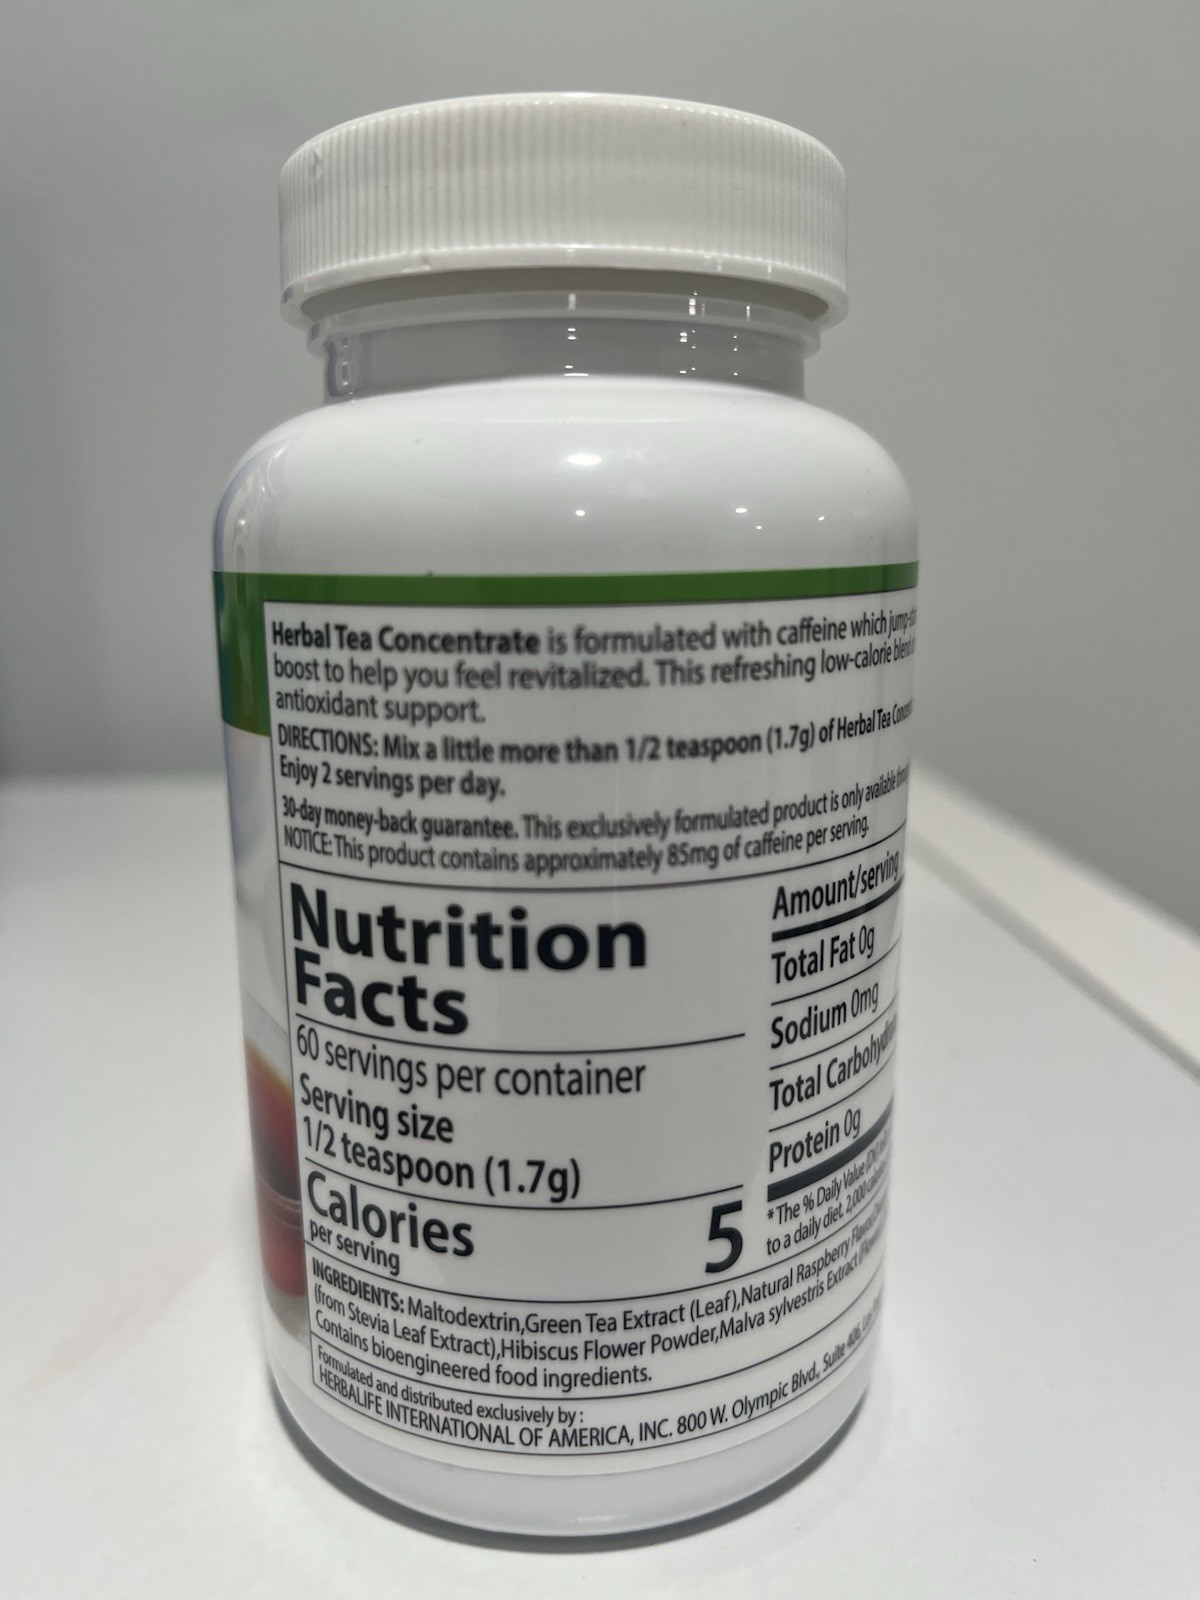 Herbal Tea Concentrate is formulated with caffeine which
boost to help you feel revitalized. This refreshing low-calorie blend
antioxidant support.
DIRECTIONS: Mix a little more than 1/2 teaspoon (1.7g) of Herbal Tea
Enjoy 2 servings per day.
30-day money-back guarantee. This exclusively formulated product is only available
NOTICE: This product contains approximately 85mg of caffeine per serving.
Nutrition
Facts
60 servings per container
Serving size
1/2 teaspoon (1.7g)
Calories 5
per serving
Amount/serving
Total Fat 0g
Sodium 0mg
Total
Protein 0g
*The % Daily Value (DV)
to a daily diet. 2,000
INGREDIENTS: Maltodextrin,Green Tea Extract (Leaf),Natural Raspberry
(from Stevia Leaf Extract),Hibiscus Flower Powder,Malva sylvestris Extract
Contains bioengineered food ingredients.
Formulated and distributed exclusively by :
HERBALIFE INTERNATIONAL OF AMERICA, INC. 800 W. Olympic Blvd., Suite 406,